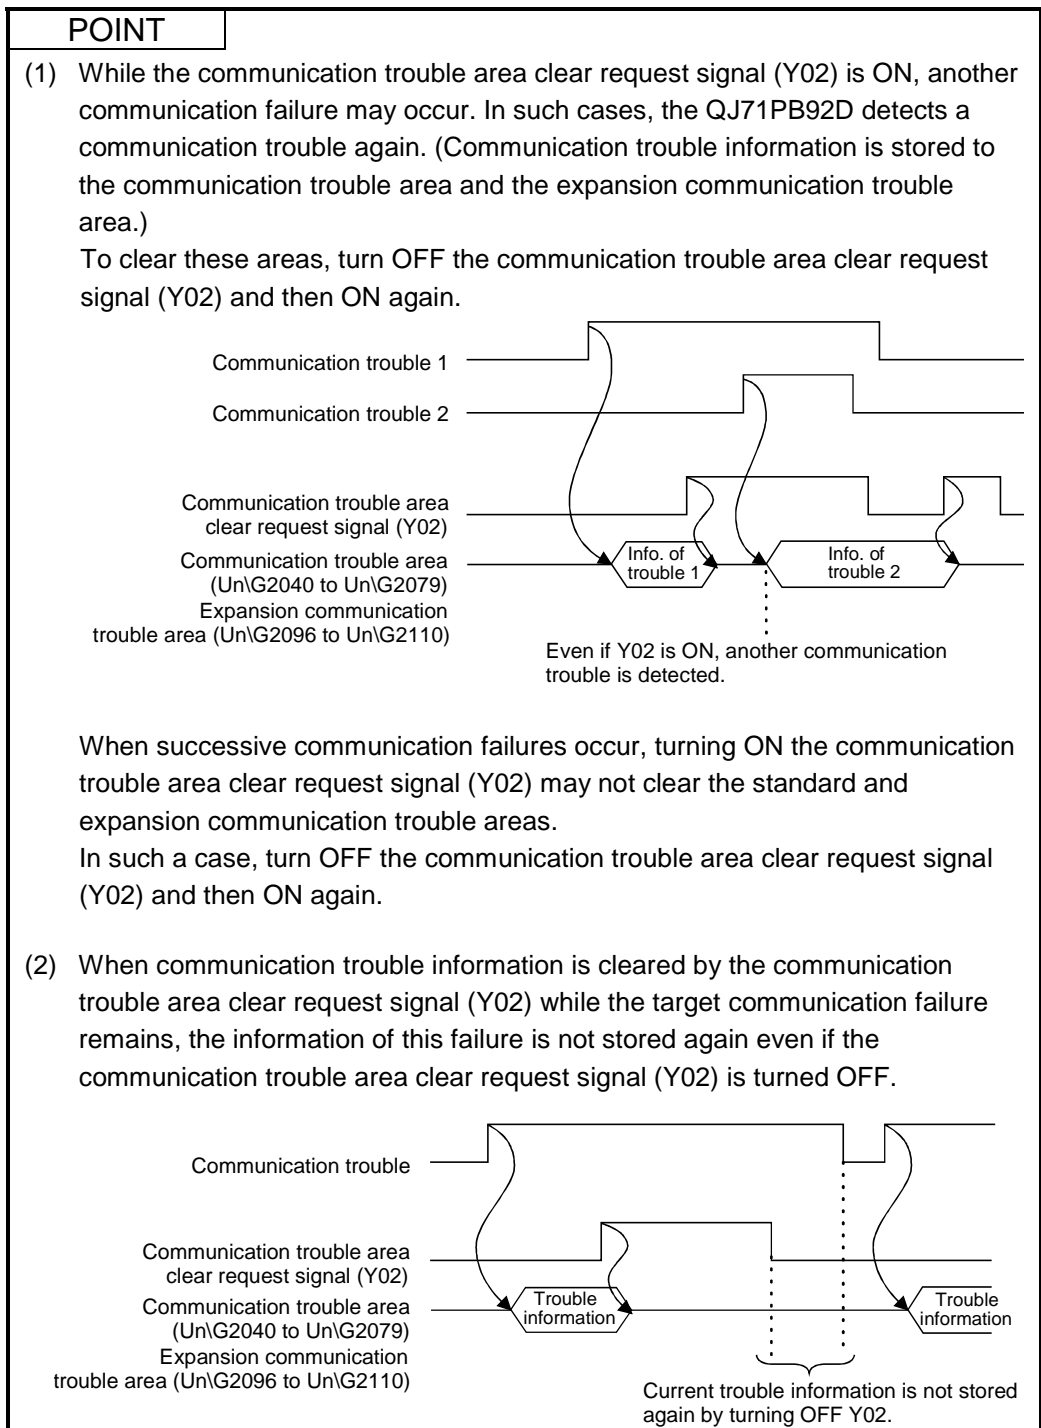 POINT
(1) While the communication trouble area clear request signal (Y02) is ON, another
communication failure may occur. In such cases, the QJ71PB92D detects a
communication trouble again. (Communication trouble information is stored to
the communication trouble area and the expansion communication trouble
area.)
To clear these areas, turn OFF the communication trouble area clear request
signal (Y02) and then ON again.
Communication trouble 1
Communication trouble 2
Communication trouble area
clear request signal (Y02)
Communication trouble area
(Un\G2040 to Un\G2079)
Expansion communication
trouble area (Un\G2096 to Un\G2110)
Info. of
trouble 1
Info. of
trouble 2
Even if Y02 is ON, another communication
trouble is detected.
When successive communication failures occur, turning ON the communication
trouble area clear request signal (Y02) may not clear the standard and
expansion communication trouble areas.
In such a case, turn OFF the communication trouble area clear request signal
(Y02) and then ON again.
(2) When communication trouble information is cleared by the communication
trouble area clear request signal (Y02) while the target communication failure
remains, the information of this failure is not stored again even if the
communication trouble area clear request signal (Y02) is turned OFF.
Communication trouble
Communication trouble area
clear request signal (Y02)
Communication trouble area
(Un\G2040 to Un\G2079)
Expansion communication
trouble area (Un\G2096 to Un\G2110)
Trouble
information
Trouble
information
Current trouble information is not stored
again by turning OFF Y02.